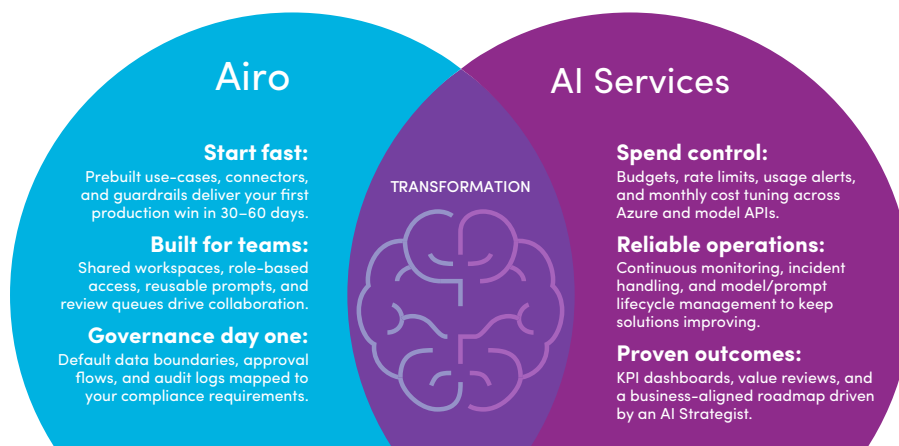 Airo
Start fast:
Prebuilt use-cases, connectors,
and guardrails deliver your first
production win in 30–60 days.
Built for teams:
Shared workspaces, role-based
access, reusable prompts, and
review queues drive collaboration.
Governance day one:
Default data boundaries, approval
flows, and audit logs mapped to
your compliance requirements.
TRANSFORMATION
AI Services
Spend control:
Budgets, rate limits, usage alerts,
and monthly cost tuning across
Azure and model APIs.
Reliable operations:
Continuous monitoring, incident
handling, and model/prompt
lifecycle management to keep
solutions improving.
Proven outcomes:
KPI dashboards, value reviews, and
a business-aligned roadmap driven
by an AI Strategist.